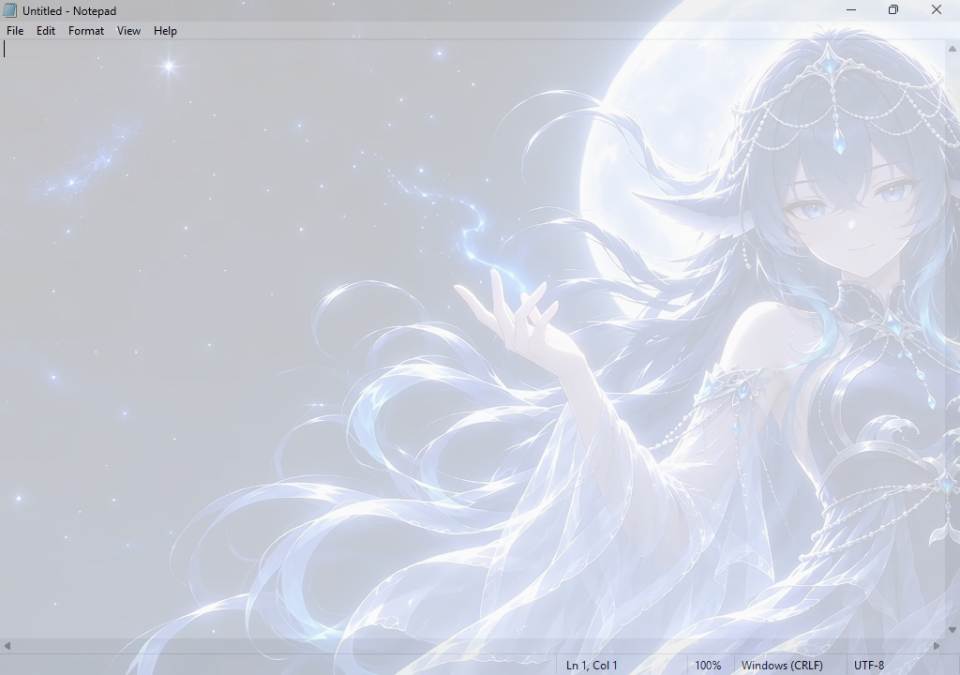 Untitled - Notepad
File Edit Format View Help
Ln 1, Col 1 100% Windows (CRLF) UTF-8